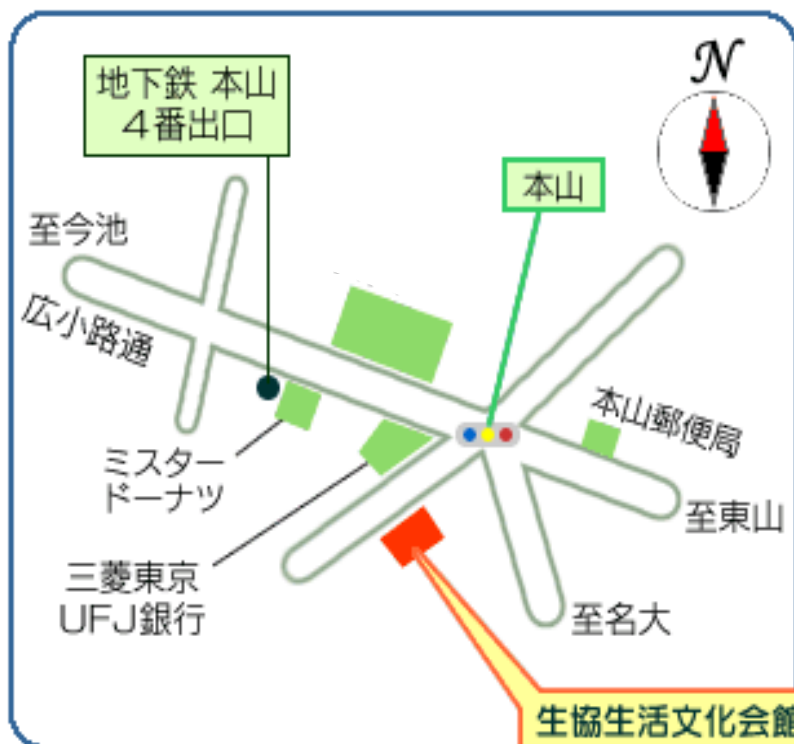 地下鉄 本山
4番出口
N
本山
至今池
広小路通
本山郵便局
ミスター
ドーナツ
至東山
三菱東京
UFJ銀行
至名大
生協生活文化会館